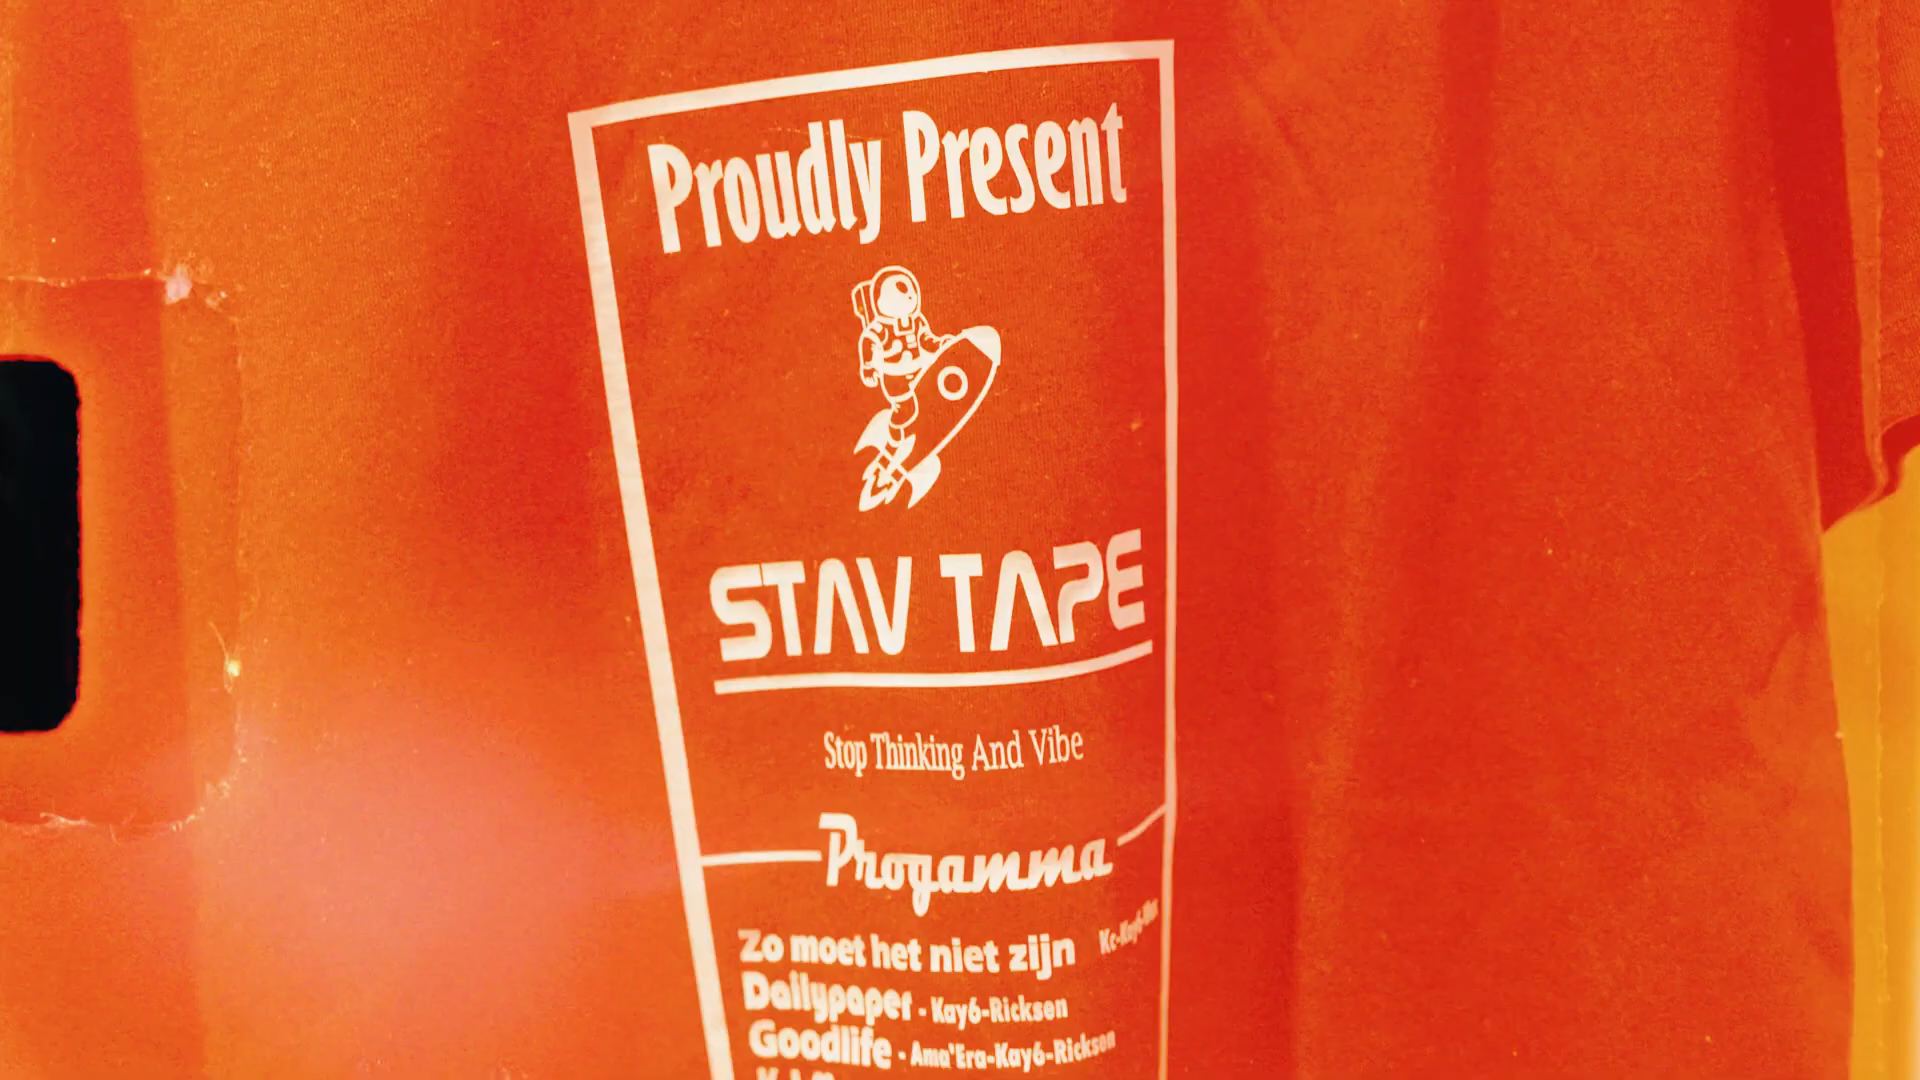 Proudly Present
STAV TAPE
Stop Thinking And Vibe
Progamma
Zo moet het niet zijn
Dailypaper - Kay6-Ricksen
Goodlife - Ama'Era-Kay6-Ricksen